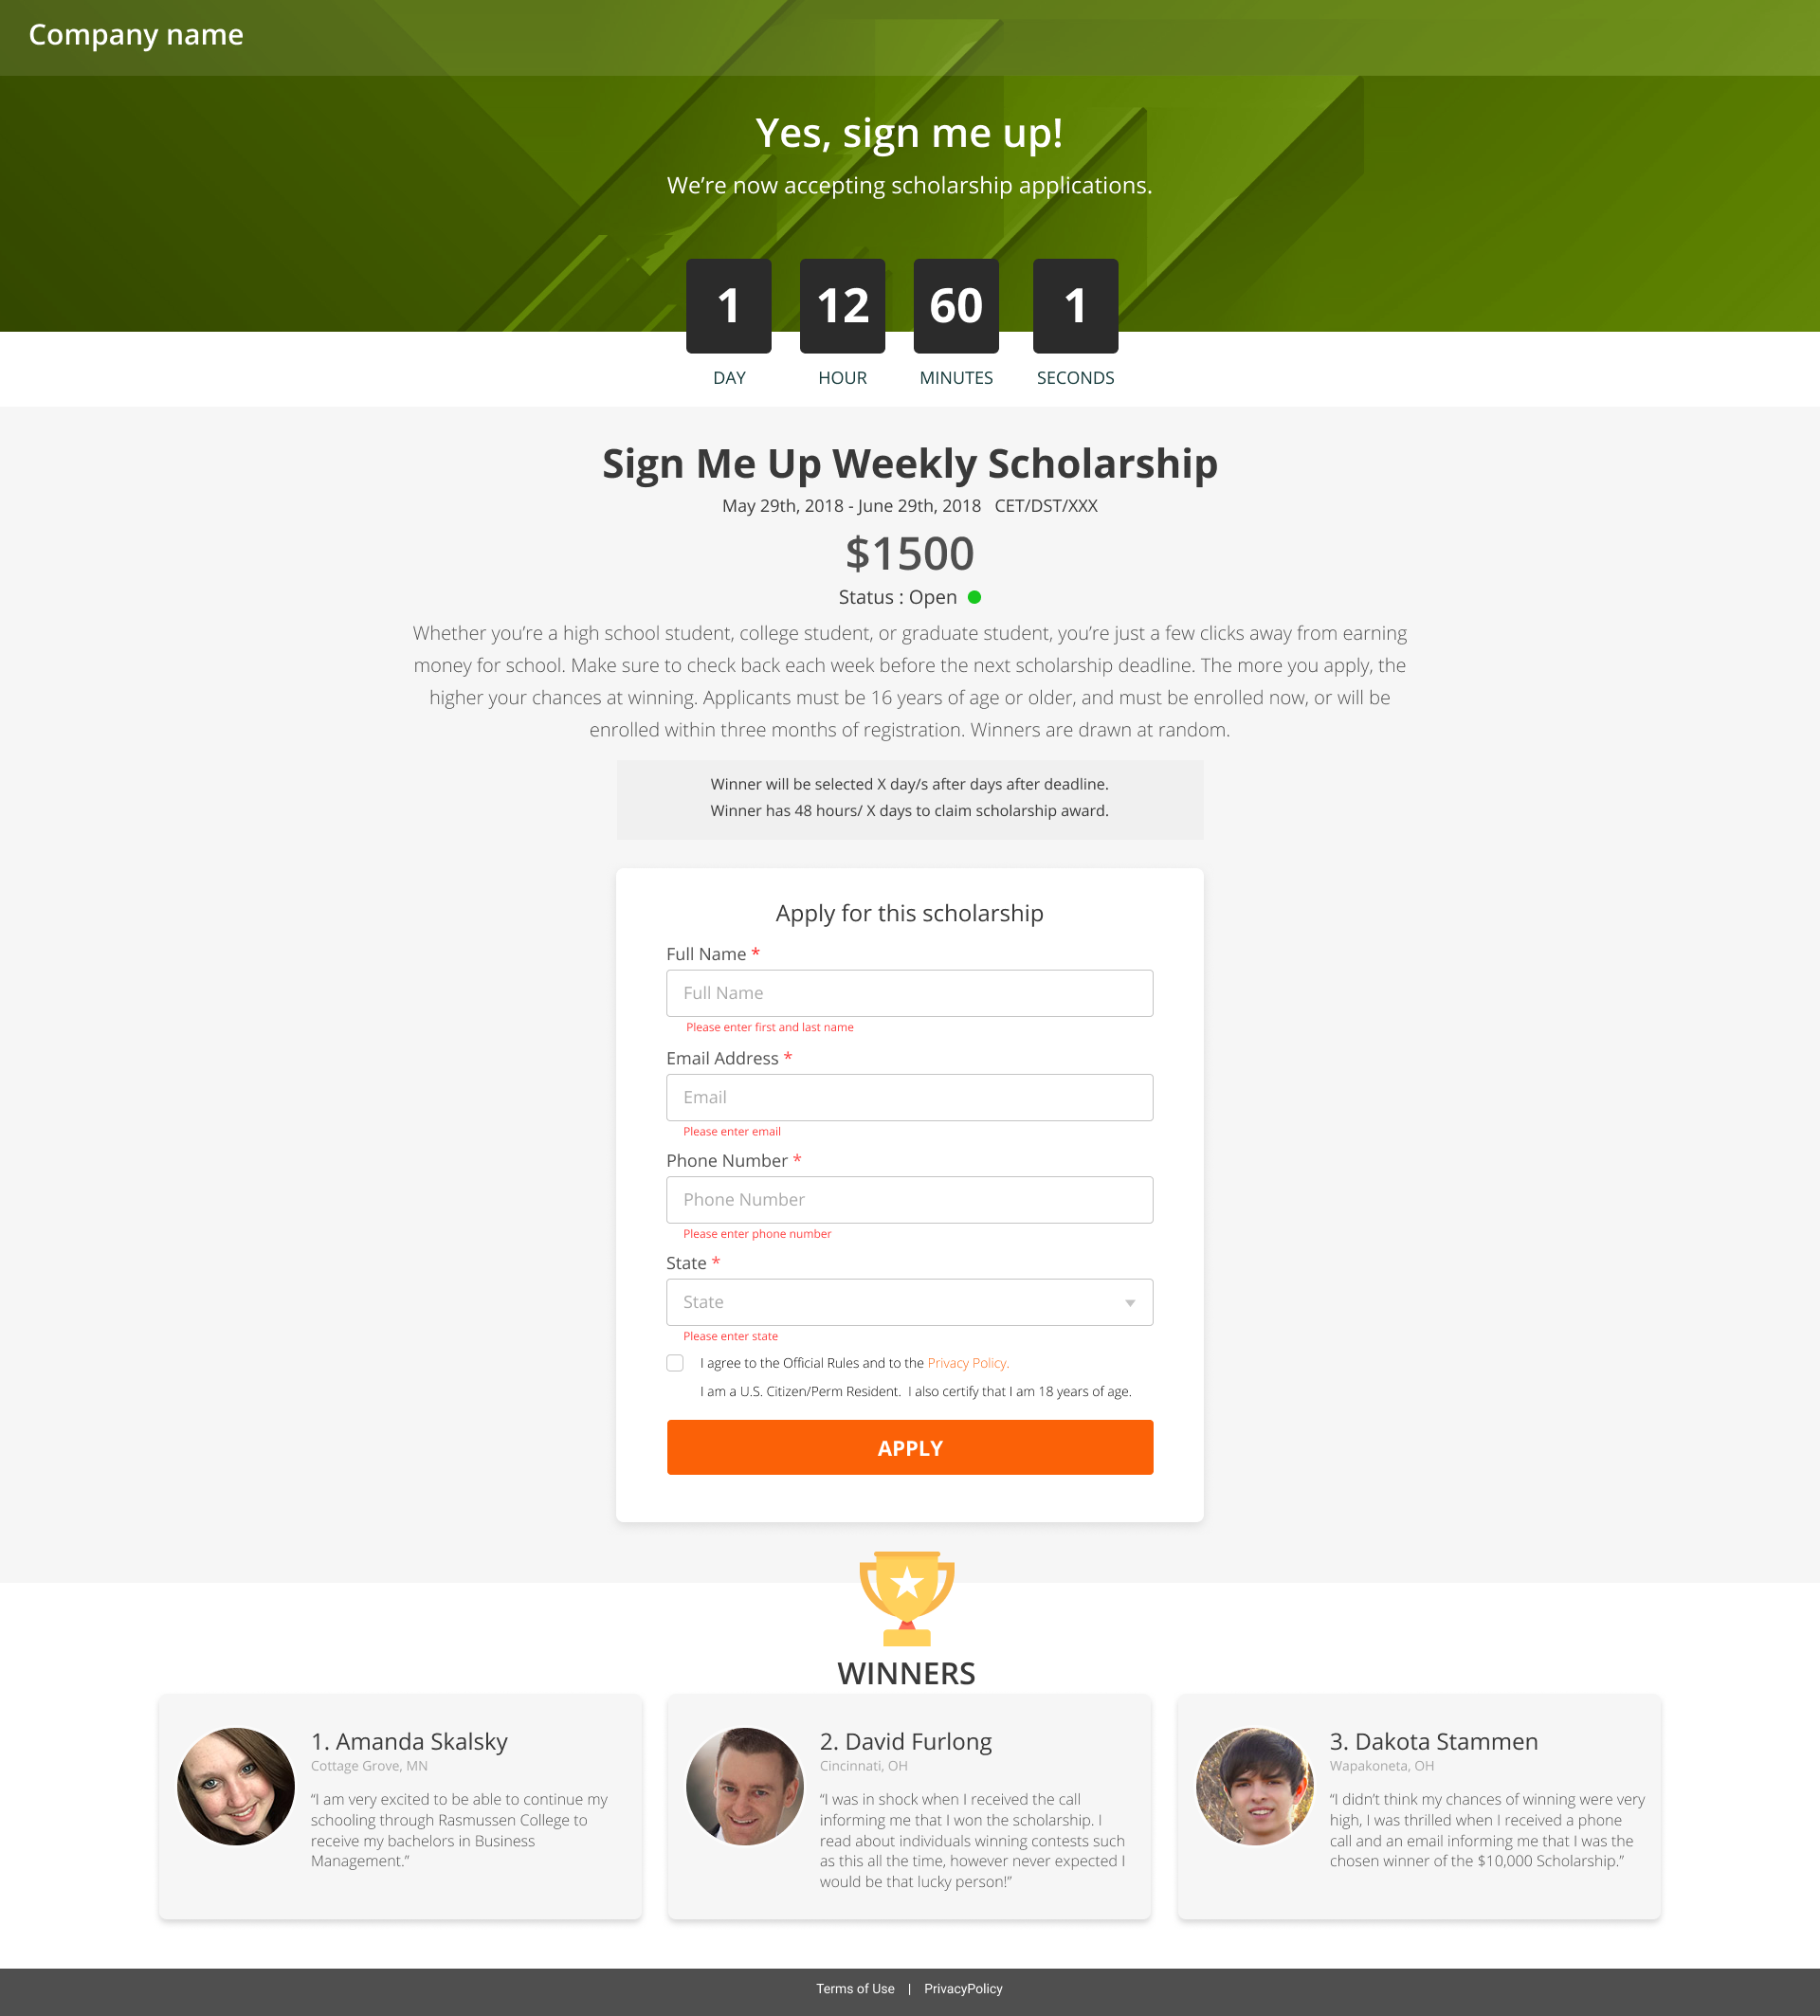 Company name
Yes, sign me up!
We’re now accepting scholarship applications.
1 12 60 1
DAY HOUR MINUTES SECONDS
Sign Me Up Weekly Scholarship
May 29th, 2018 - June 29th, 2018 CET/DST/XXX
$1500
Status : Open
Whether you’re a high school student, college student, or graduate student, you’re just a few clicks away from earning
money for school. Make sure to check back each week before the next scholarship deadline. The more you apply, the
higher your chances at winning. Applicants must be 16 years of age or older, and must be enrolled now, or will be
enrolled within three months of registration. Winners are drawn at random.
Winner will be selected X day/s after days after deadline.
Winner has 48 hours/ X days to claim scholarship award.
Apply for this scholarship
Full Name *
Full Name
Please enter first and last name
Email Address *
Email
Please enter email
Phone Number *
Phone Number
Please enter phone number
State *
State
Please enter state
I agree to the Official Rules and to the Privacy Policy.
I am a U.S. Citizen/Perm Resident. I also certify that I am 18 years of age.
APPLY
WINNERS
1. Amanda Skalsky
Cottage Grove, MN
“I am very excited to be able to continue my
schooling through Rasmussen College to
receive my bachelors in Business
Management.”
2. David Furlong
Cincinnati, OH
“I was in shock when I received the call
informing me that I won the scholarship. I
read about individuals winning contests such
as this all the time, however never expected I
would be that lucky person!”
3. Dakota Stammen
Wapakoneta, OH
“I didn’t think my chances of winning were very
high, I was thrilled when I received a phone
call and an email informing me that I was the
chosen winner of the $10,000 Scholarship.”
Terms of Use | PrivacyPolicy